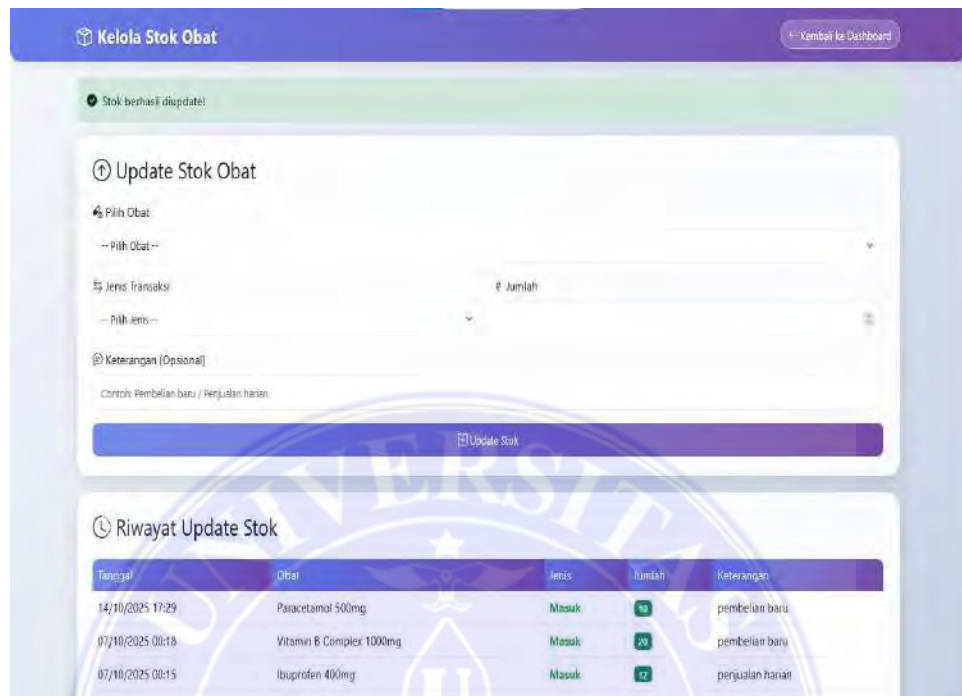 Kelola Stok Obat
← Kembali ke Dashboard
Stok berhasil diupdate!
Update Stok Obat
Pilih Obat
-- Pilih Obat --
Jenis Transaksi
# Jumlah
-- Pilih Jenis --
Keterangan (Opsional)
Contoh: Pembelian baru / Penjualan harian
Update Stok
Riwayat Update Stok
Tanggal Obat Jenis Jumlah Keterangan
14/10/2025 17:29 Paracetamol 500mg Masuk pembelian baru
07/10/2025 00:18 Vitamin B Complex 1000mg Masuk 20 pembelian baru
07/10/2025 00:15 Ibuprofen 400mg Masuk 12 penjualan harian
UNIVERSITAS